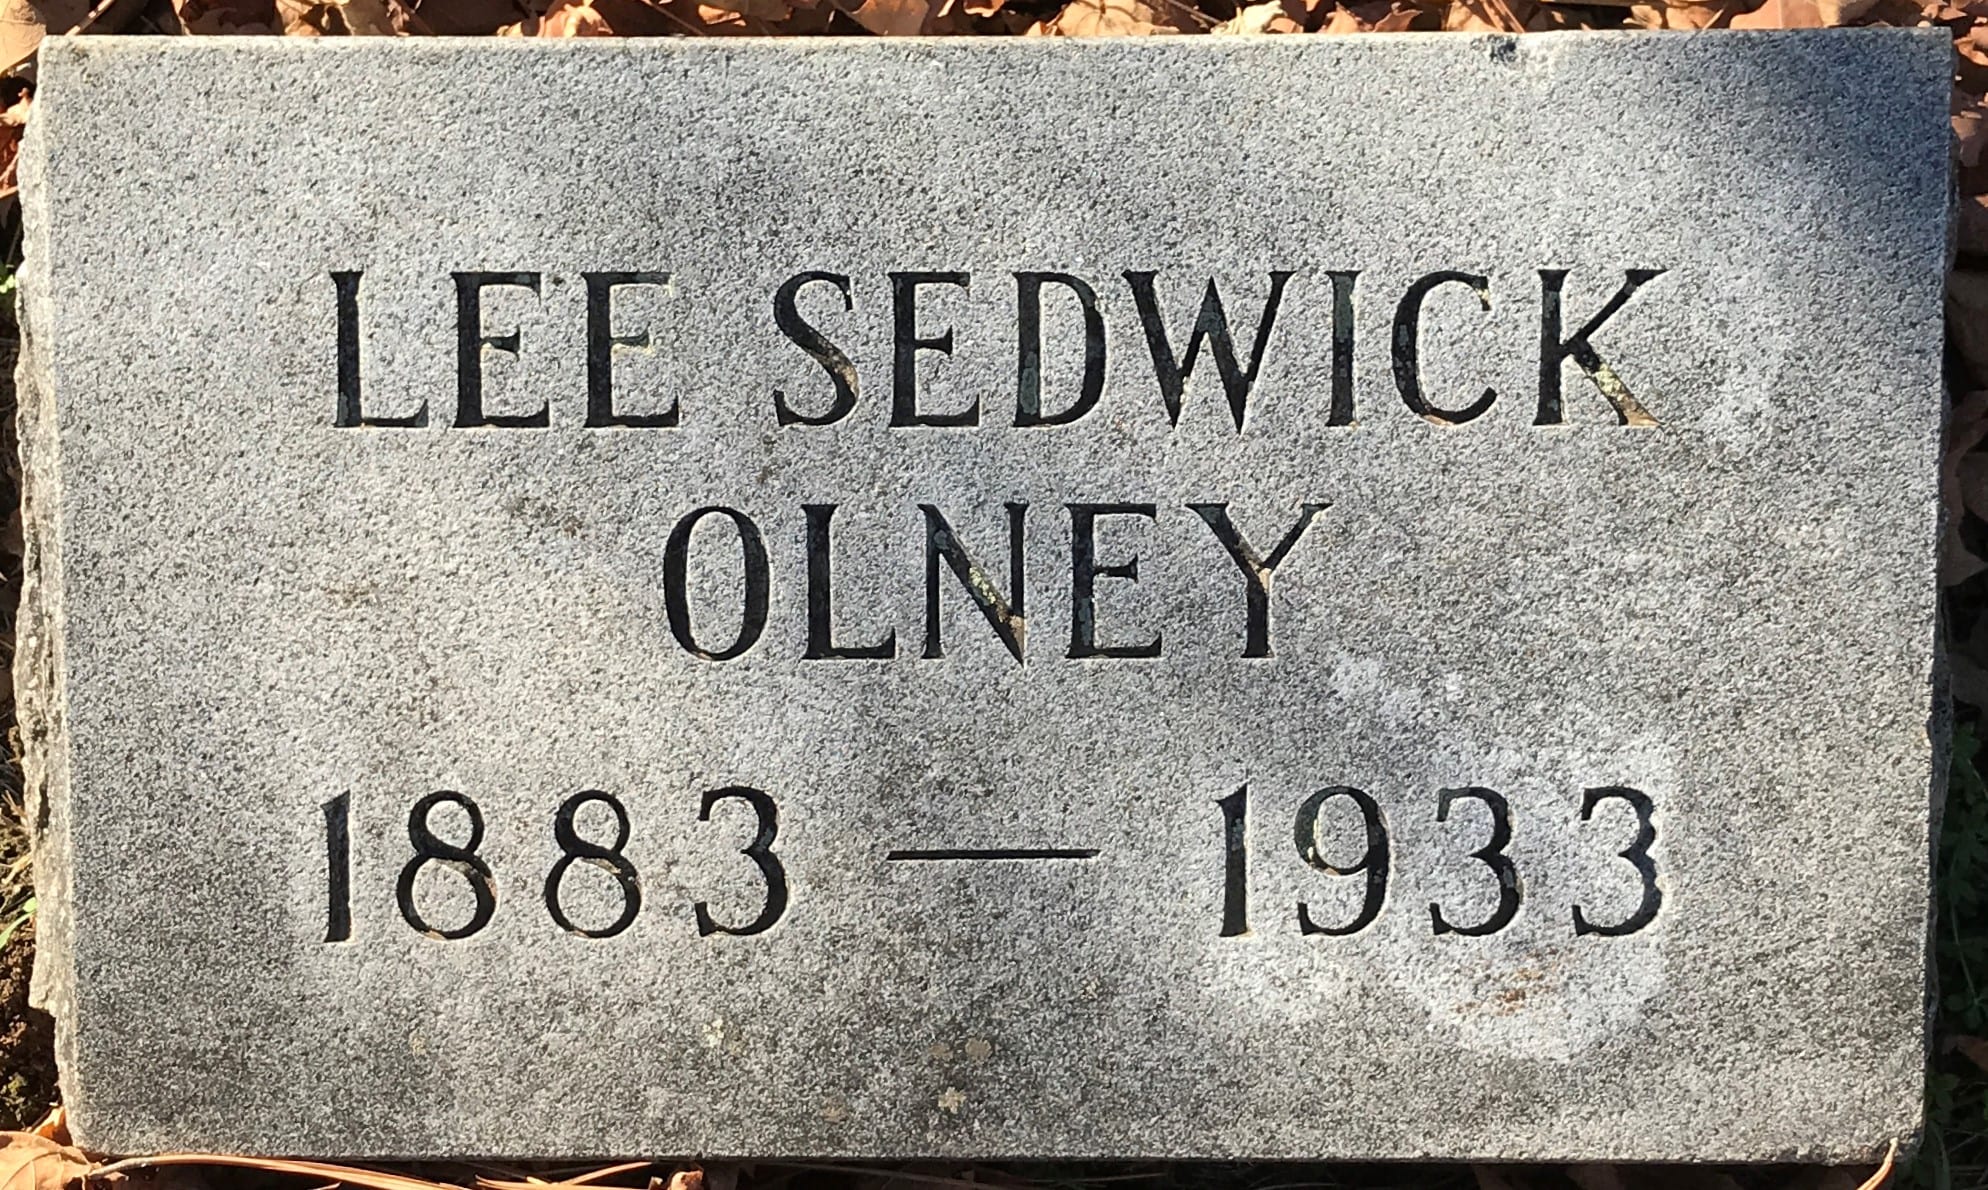 LEE SEDWICK
OLNEY
1883 — 1933